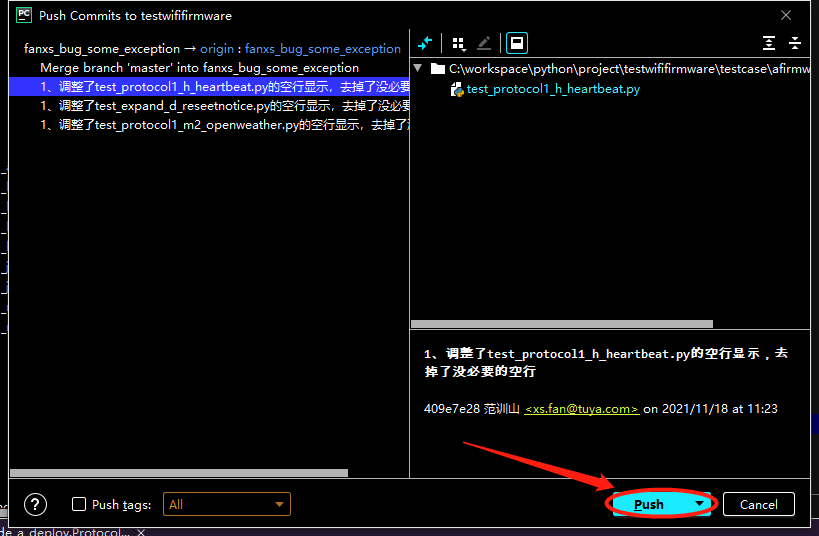 PC Push Commits to testwififirmware
fanxs_bug_some_exception → origin : fanxs_bug_some_exception
Merge branch 'master' into fanxs_bug_some_exception
1、调整了test_protocol1_h_heartbeat.py的空行显示，去掉了没必要
1、调整了test_expand_d_reseetnotice.py的空行显示，去掉了没必
1、调整了test_protocol1_m2_openweather.py的空行显示，去掉了
C:\workspace\python\project\testwififirmware\testcase\afirmw
test_protocol1_h_heartbeat.py
1、调整了test_protocol1_h_heartbeat.py的空行显示，去
掉了没必要的空行
409e7e28 范训山 <xs.fan@tuya.com> on 2021/11/18 at 11:23
? Push tags: All
Push
Cancel
de a_deploy.Protocol...